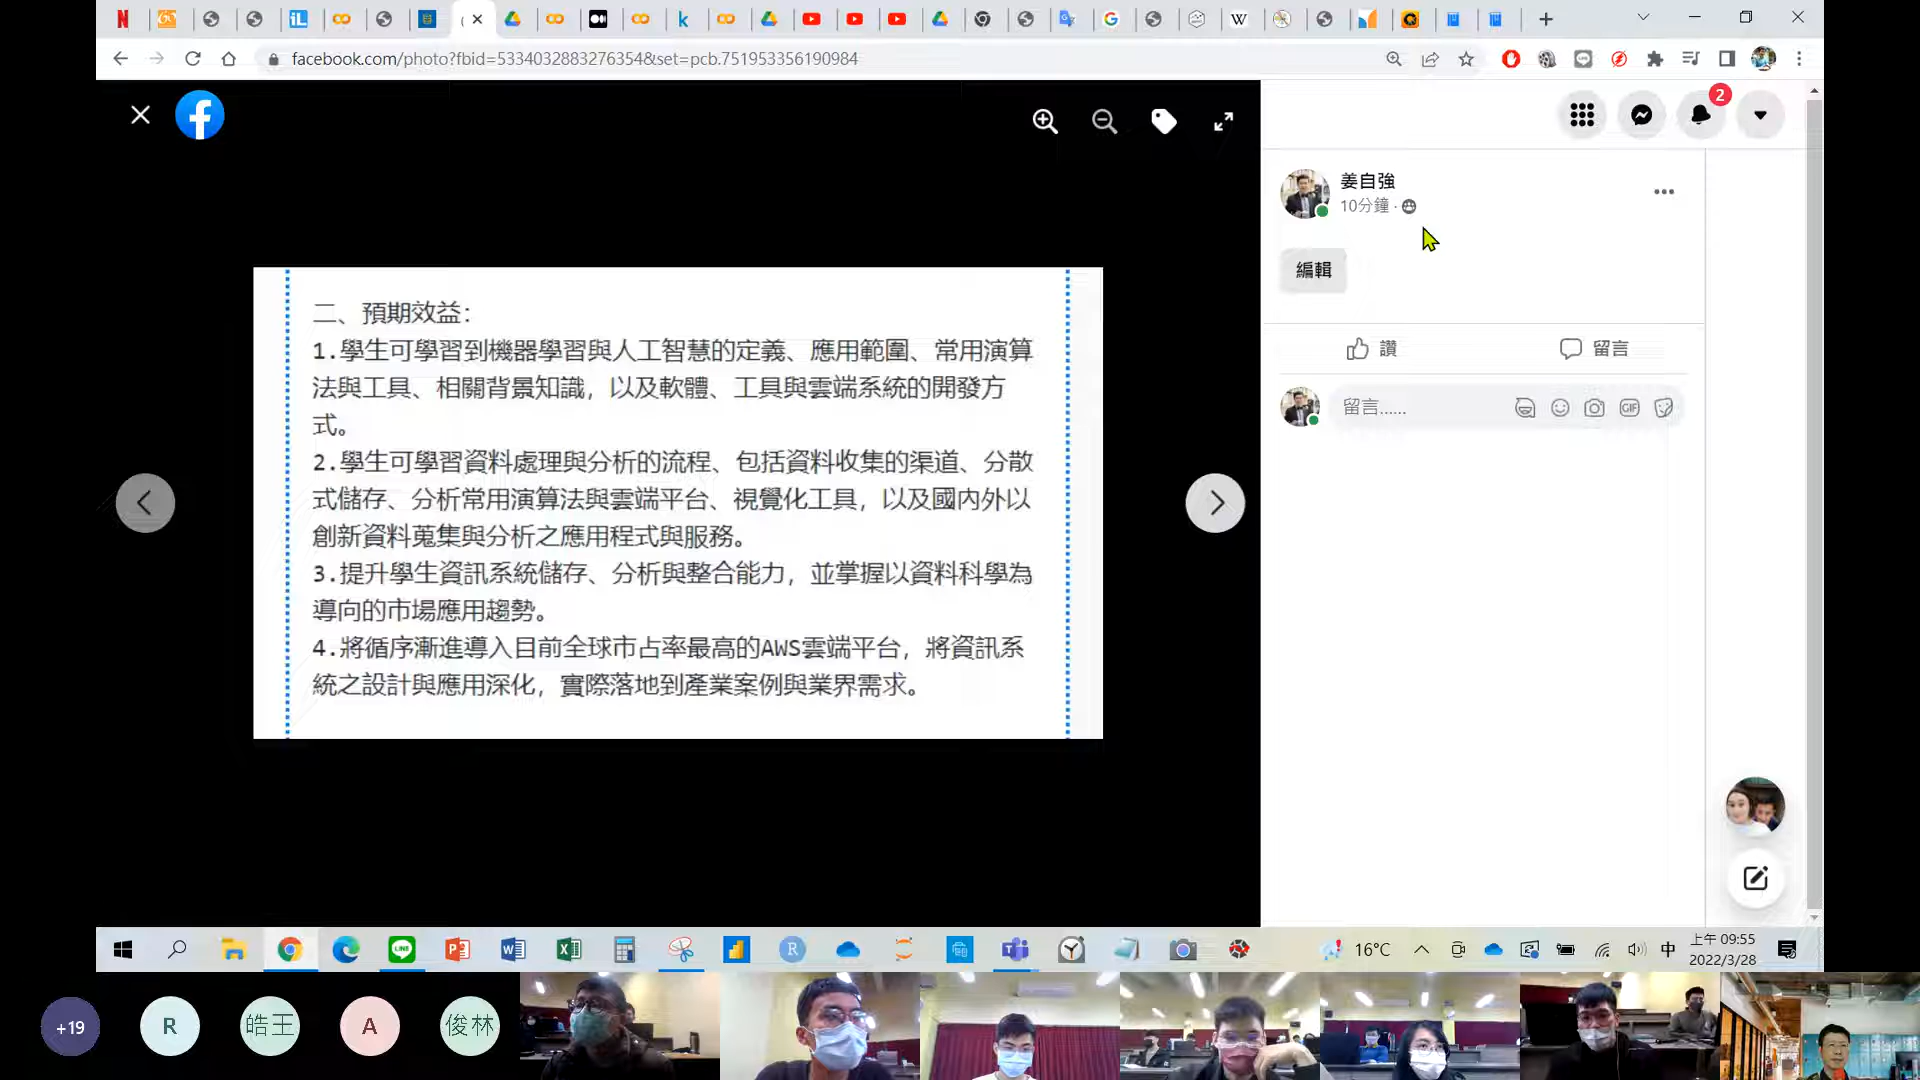 facebook.com/photo?fbid=5334032883276354&set=pcb.751953356190984
2
姜自強
10分鐘 ·
編輯
讚
留言
留言......
GIF
二、預期效益：
1.學生可學習到機器學習與人工智慧的定義、應用範圍、常用演算
法與工具、相關背景知識，以及軟體、工具與雲端系統的開發方
式。
2.學生可學習資料處理與分析的流程、包括資料收集的渠道、分散
式儲存、分析常用演算法與雲端平台、視覺化工具，以及國內外以
創新資料蒐集與分析之應用程式與服務。
3.提升學生資訊系統儲存、分析與整合能力，並掌握以資料科學為
導向的市場應用趨勢。
4.將循序漸進導入目前全球市占率最高的AWS雲端平台，將資訊系
統之設計與應用深化，實際落地到產業案例與業界需求。
16°C
中
上午 09:55
2022/3/28
+19
R
皓王
A
俊林